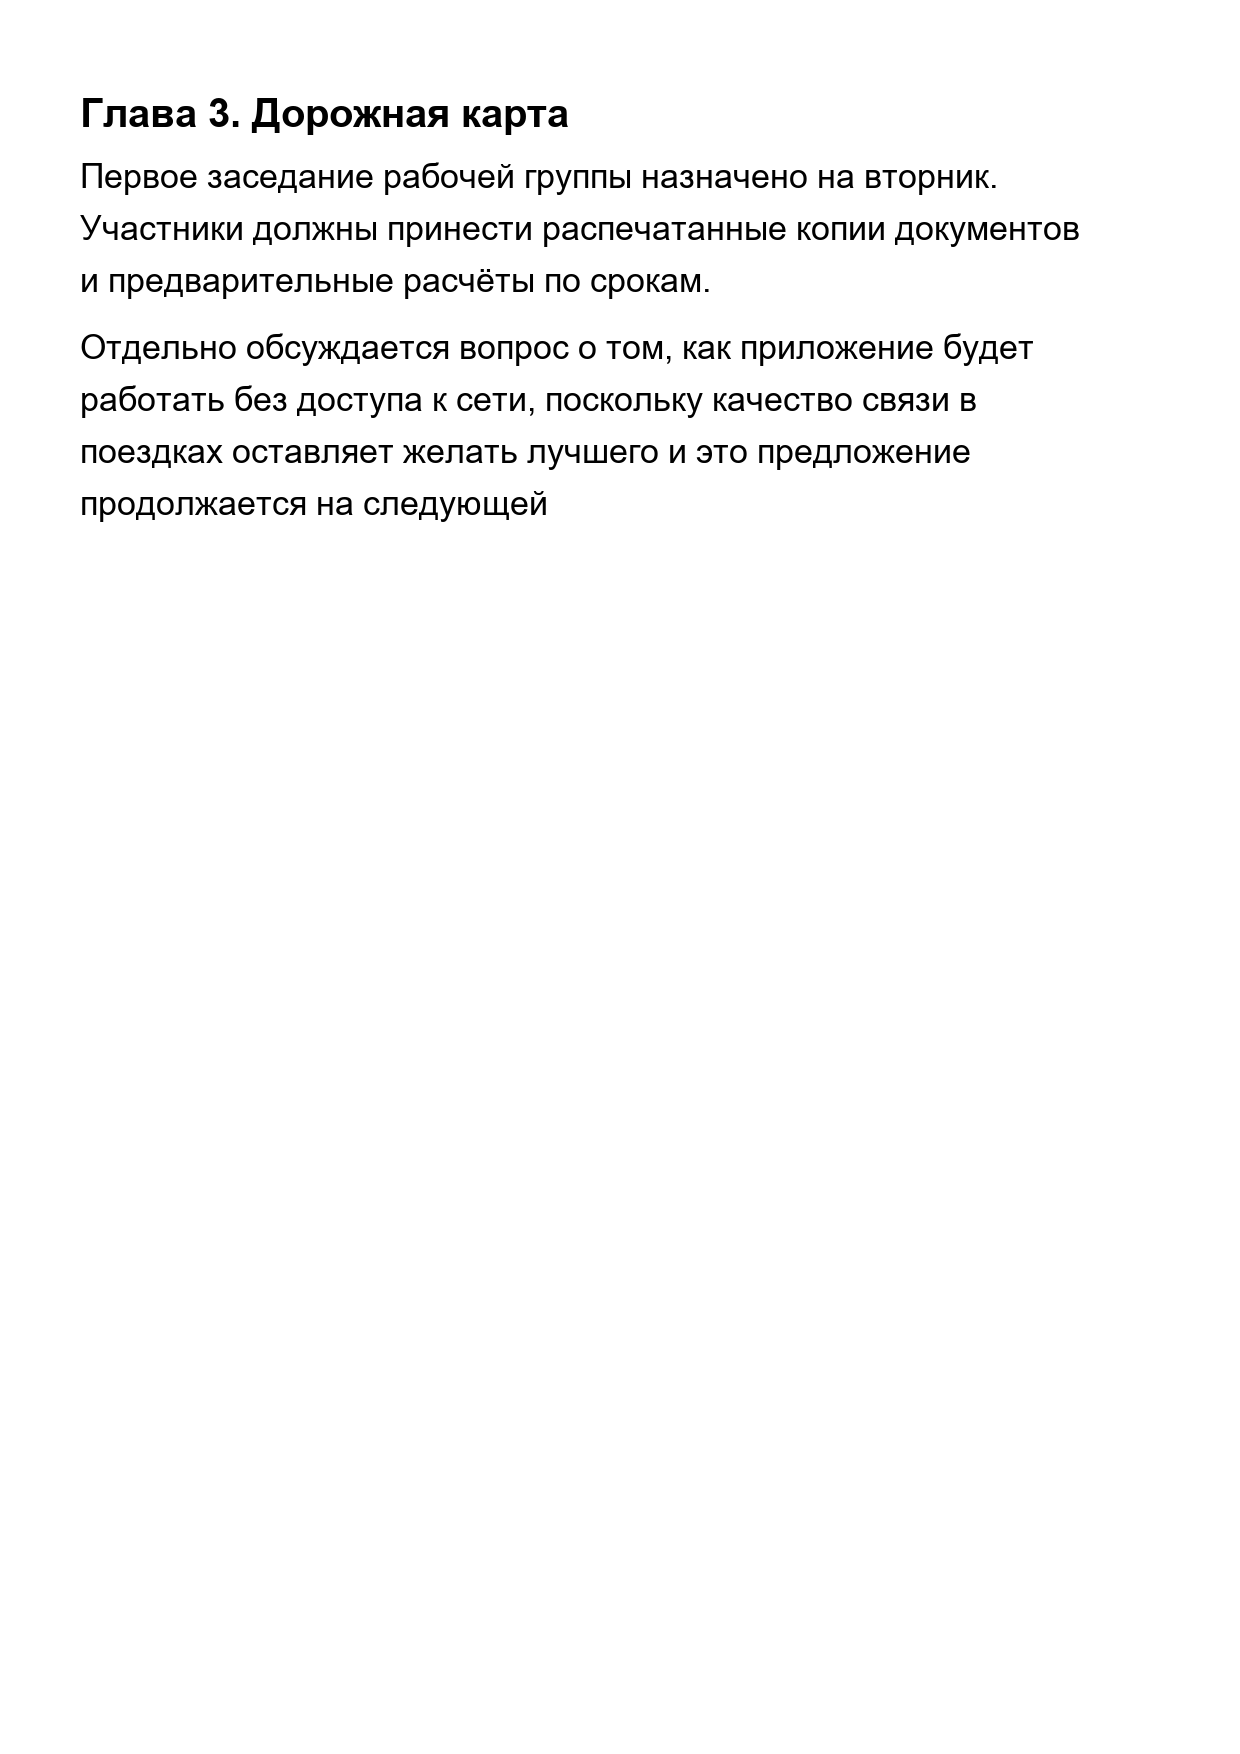 Глава 3. Дорожная карта
Первое заседание рабочей группы назначено на вторник.
Участники должны принести распечатанные копии документов
и предварительные расчёты по срокам.
Отдельно обсуждается вопрос о том, как приложение будет
работать без доступа к сети, поскольку качество связи в
поездках оставляет желать лучшего и это предложение
продолжается на следующей